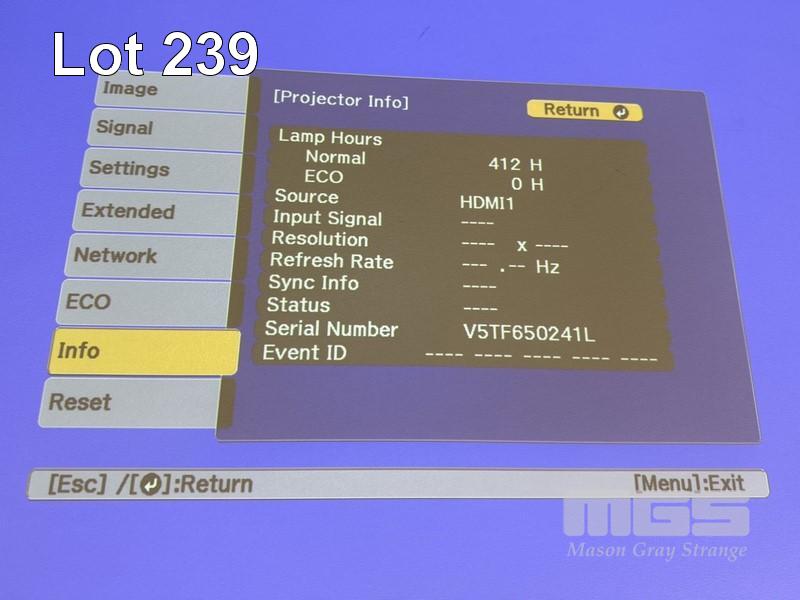 Lot 239
Image
Signal
Settings
Extended
Network
ECO
Info
Reset
[Projector Info]
Return
Lamp Hours
Normal 412 H
ECO 0 H
Source HDMI1
Input Signal ----
Resolution ---- x ----
Refresh Rate --- .-- Hz
Sync Info ----
Status ----
Serial Number V5TF650241L
Event ID ---- ---- ---- ---- ----
[Esc] /[↵]:Return [Menu]:Exit
MGS
Mason Gray Strange